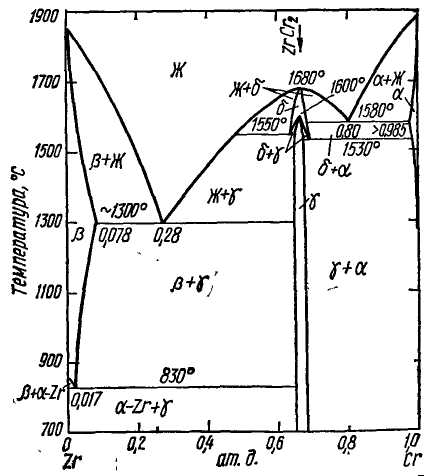 1900
1700
1500
1300
1100
900
700
Температура, °C
ZrCr₂
Ж
Ж+δ
1680°
1600°
α+Ж
α
δ
1580°
1550°
0,80
>0.985
β+Ж
δ+γ
1530°
δ+α
Ж+γ
~1300°
γ
β
0,078
0,28
β+γ
γ+α
830°
β+α-Zr
0,017
α-Zr+γ
0
0,2
0,4
0,6
0,8
1,0
Zr
ат. д.
Cr